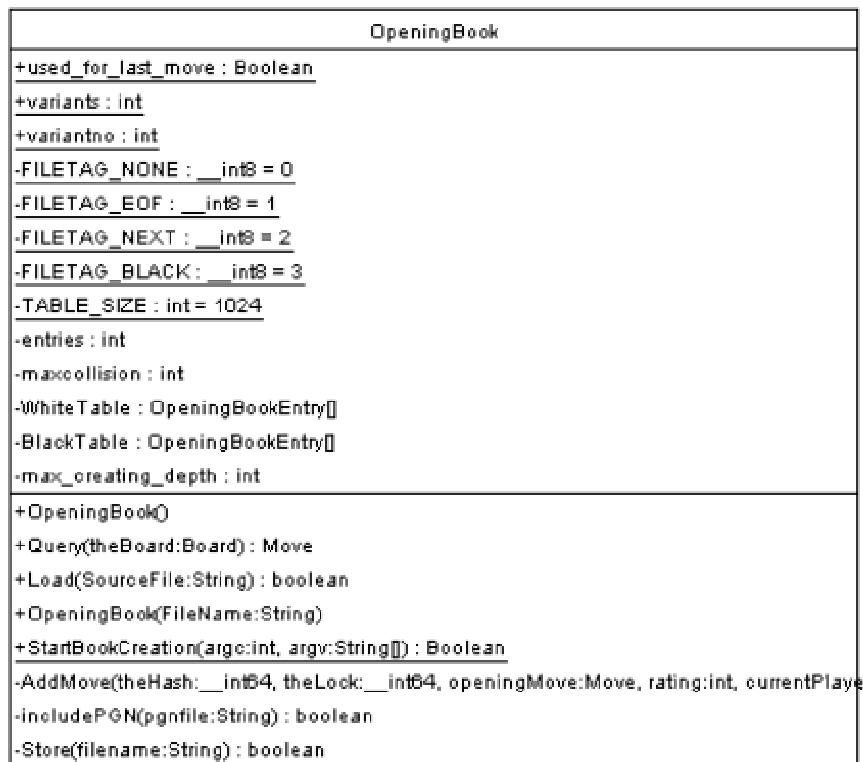 OpeningBook
+used_for_last_move : Boolean
+variants : int
+variantno : int
-FILETAG_NONE : __int8 = 0
-FILETAG_EOF : __int8 = 1
-FILETAG_NEXT : __int8 = 2
-FILETAG_BLACK : __int8 = 3
-TABLE_SIZE : int = 1024
-entries : int
-maxcollision : int
-WhiteTable : OpeningBookEntry[]
-BlackTable : OpeningBookEntry[]
-max_creating_depth : int
+OpeningBook()
+Query(theBoard:Board) : Move
+Load(SourceFile:String) : boolean
+OpeningBook(FileName:String)
+StartBookCreation(argc:int, argv:String[]) : Boolean
-AddMove(theHash:__int64, theLock:__int64, openingMove:Move, rating:int, currentPlaye
-includePGN(pgnfile:String) : boolean
-Store(filename:String) : boolean